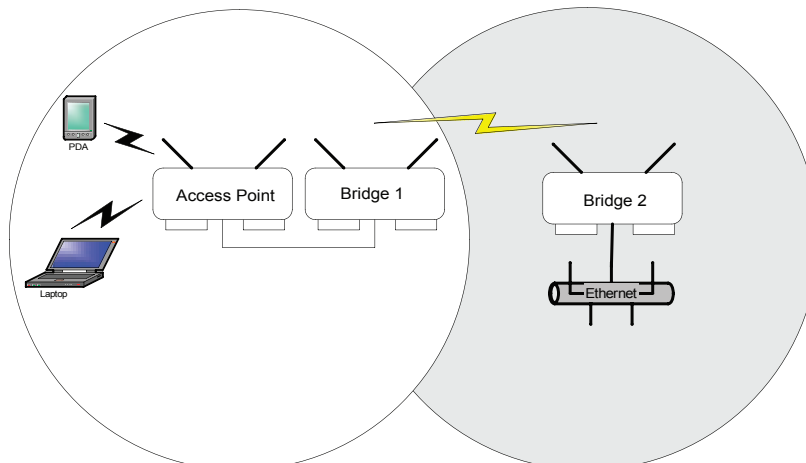 PDA
Access Point
Bridge 1
Bridge 2
Laptop
Ethernet